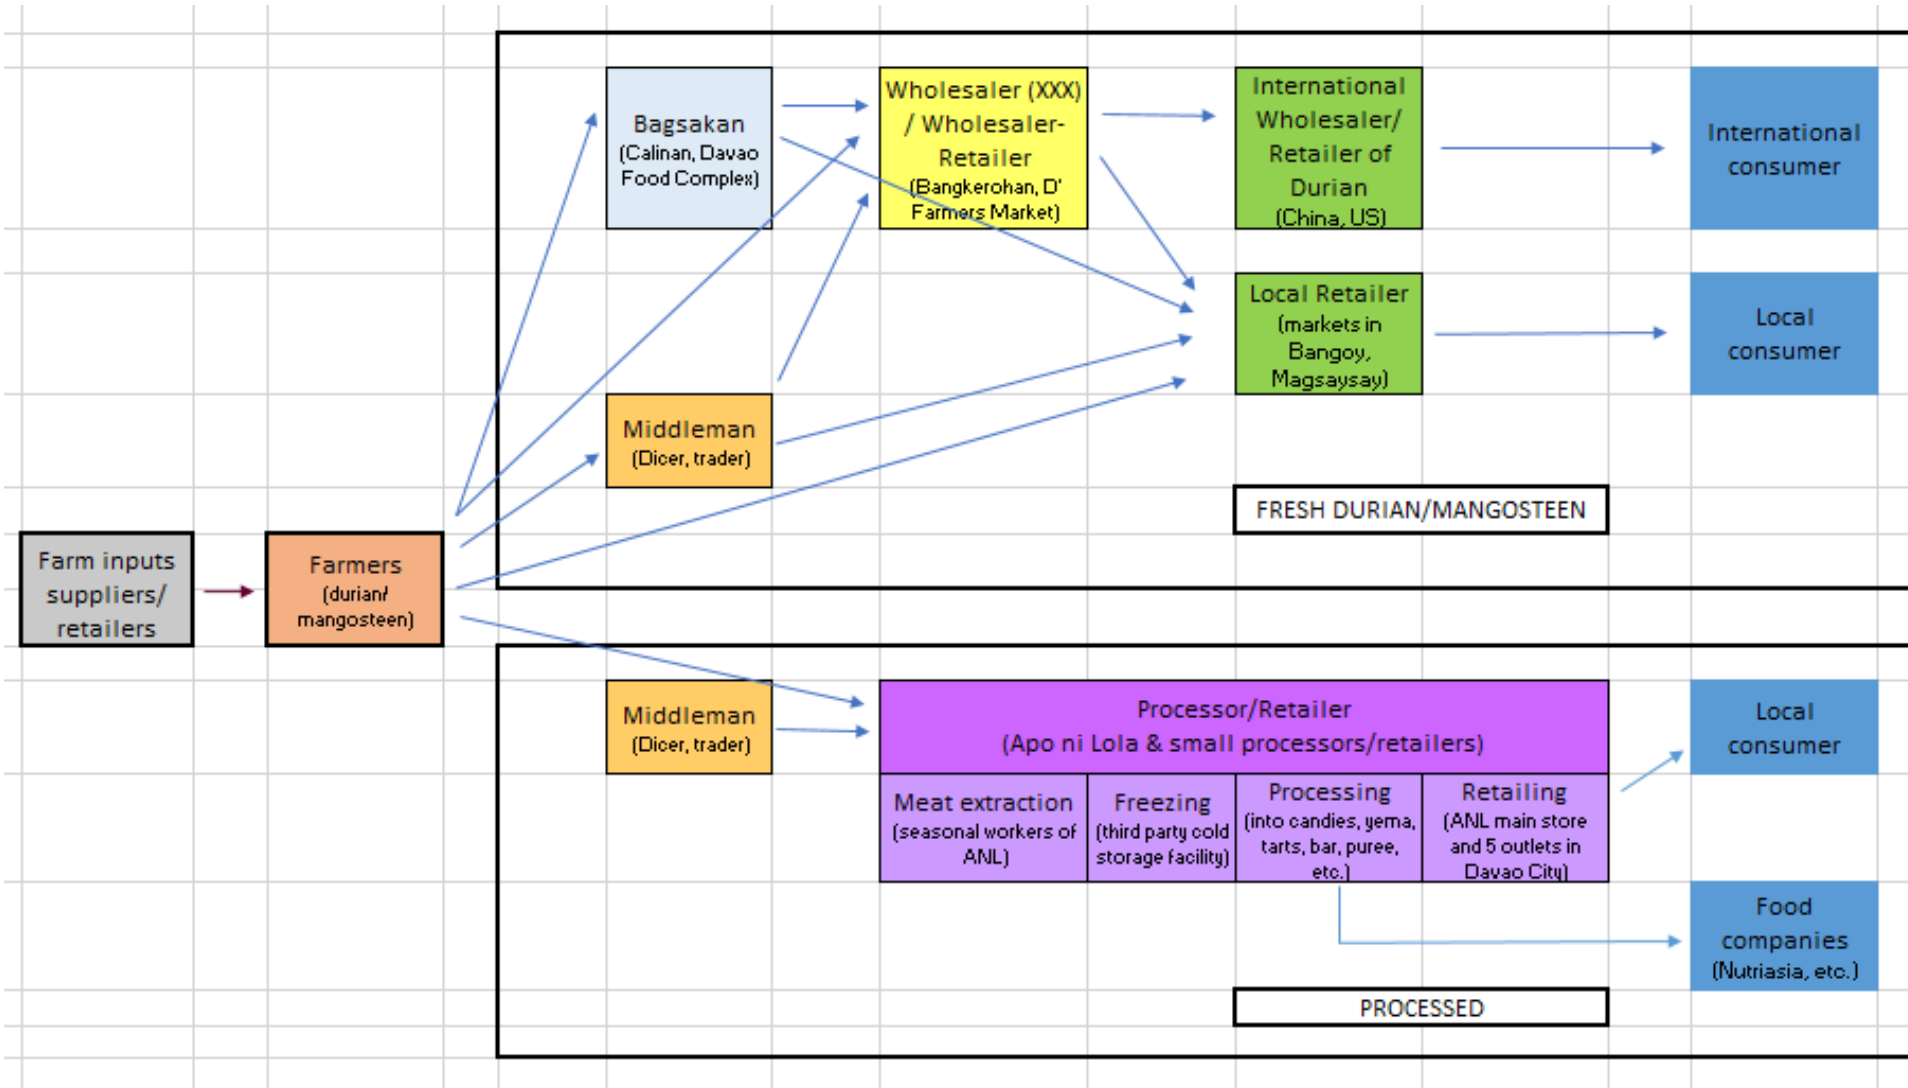 Bagsakan
(Calinan, Davao
Food Complex)
Wholesaler (XXX)
/ Wholesaler-
Retailer
(Bangkerohan, D'
Farmers Market)
International
Wholesaler/
Retailer of
Durian
(China, US)
International
consumer
Local Retailer
(markets in
Bangoy,
Magsaysay)
Local
consumer
Middleman
(Dicer, trader)
FRESH DURIAN/MANGOSTEEN
Farm inputs
suppliers/
retailers
Farmers
(durian/
mangosteen)
Middleman
(Dicer, trader)
Processor/Retailer
(Apo ni Lola & small processors/retailers)
Meat extraction
(seasonal workers of
ANL)
Freezing
(third party cold
storage facility)
Processing
(into candies, yema,
tarts, bar, puree,
etc.)
Retailing
(ANL main store
and 5 outlets in
Davao City)
Local
consumer
Food
companies
(Nutriasia, etc.)
PROCESSED